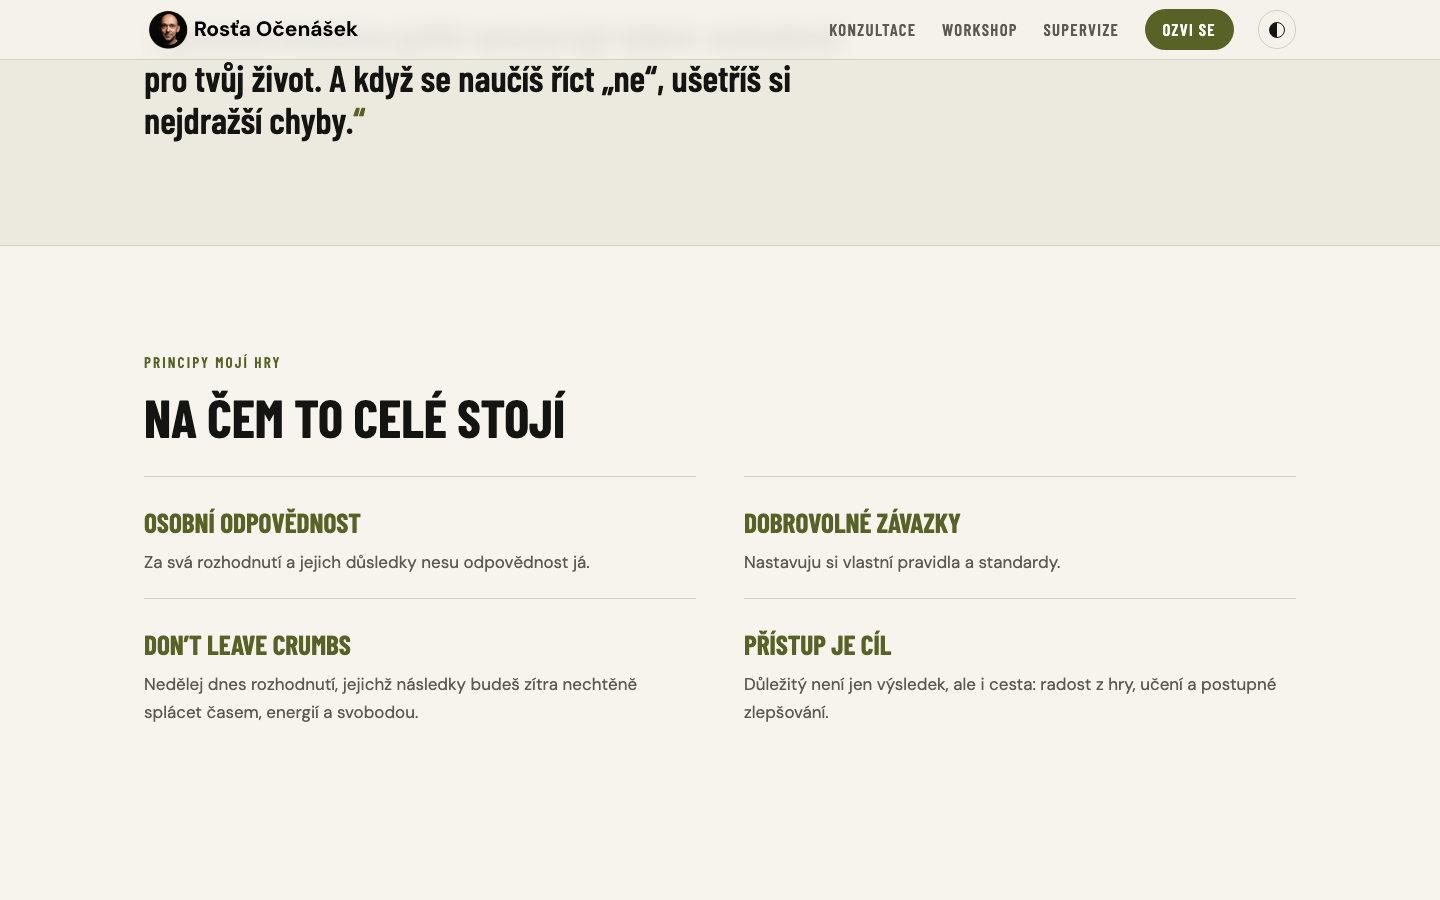 Rosťa Očenášek
KONZULTACE
WORKSHOP
SUPERVIZE
OZVI SE
pro tvůj život. A když se naučíš říct „ne“, ušetříš si
nejdražší chyby.“
PRINCIPY MOJÍ HRY
NA ČEM TO CELÉ STOJÍ
OSOBNÍ ODPOVĚDNOST
Za svá rozhodnutí a jejich důsledky nesu odpovědnost já.
DOBROVOLNÉ ZÁVAZKY
Nastavuju si vlastní pravidla a standardy.
DON’T LEAVE CRUMBS
Nedělej dnes rozhodnutí, jejichž následky budeš zítra nechtěně
splácet časem, energií a svobodou.
PŘÍSTUP JE CÍL
Důležitý není jen výsledek, ale i cesta: radost z hry, učení a postupné
zlepšování.